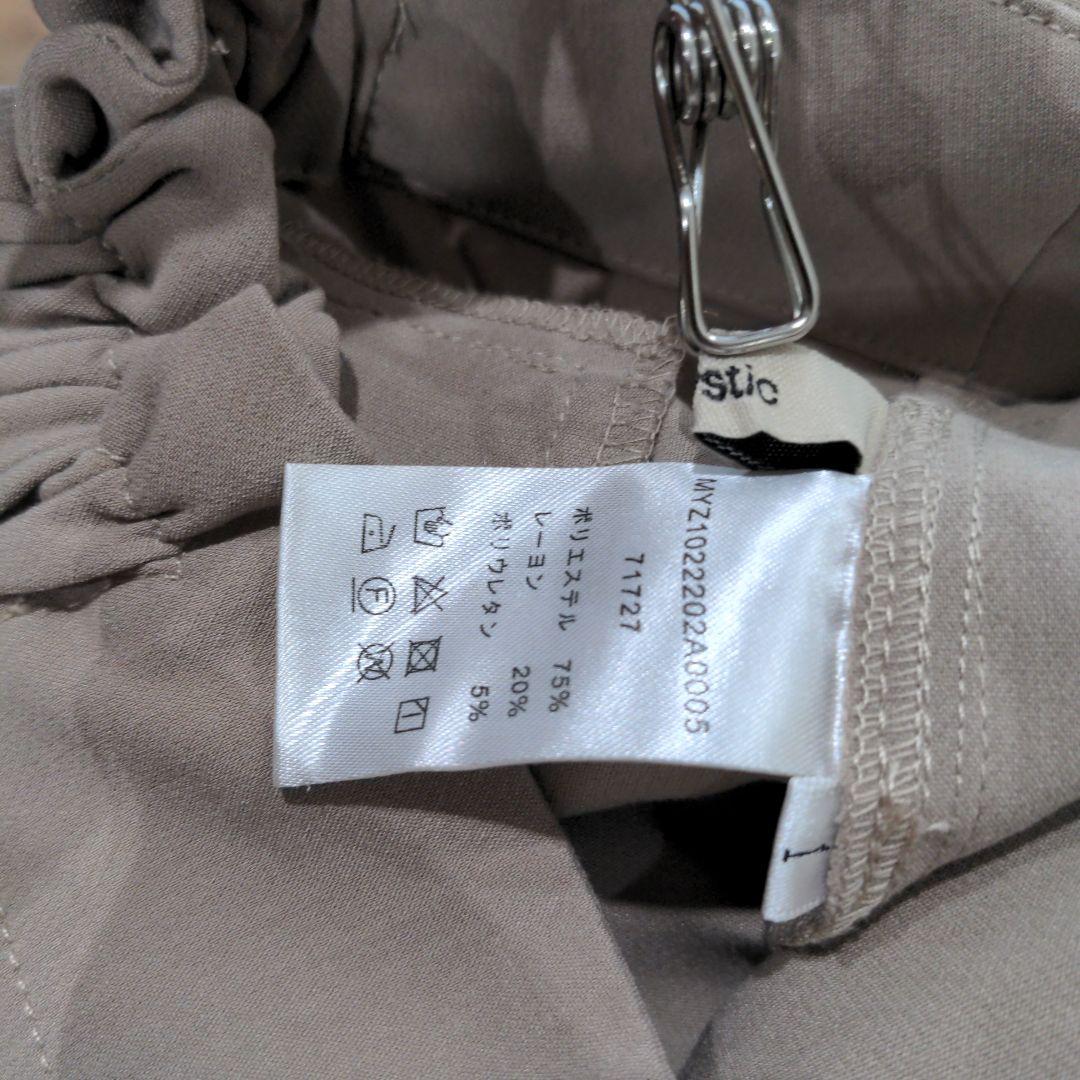 stic
MYZ1022202A0005
71727
ポリエステル 75%
レーヨン 20%
ポリウレタン 5%
F
W